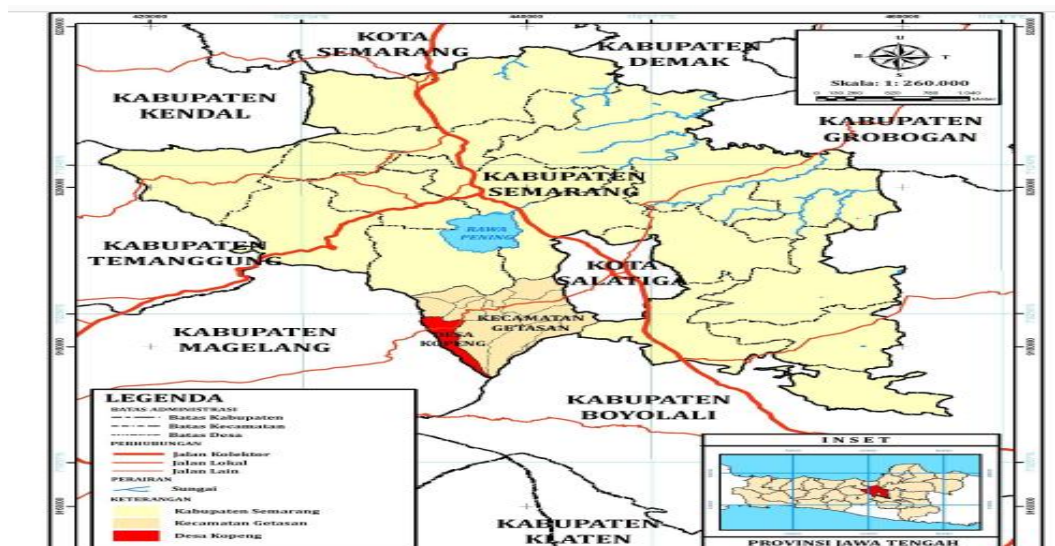 KOTA
SEMARANG
KABUPATEN
DEMAK
U
B
T
S
Skala: 1: 260.000
KABUPATEN
KENDAL
KABUPATEN
GROBOGAN
KABUPATEN
SEMARANG
RAWA
PENING
KABUPATEN
TEMANGGUNG
KOTA
SALATIGA
KECAMATAN
GETASAN
DESA
KOPENG
KABUPATEN
MAGELANG
KABUPATEN
BOYOLALI
LEGENDA
BATAS ADMINISTRASI
Batas Kabupaten
Batas Kecamatan
Batas Desa
PERHUBUNGAN
Jalan Kolektor
Jalan Lokal
Jalan Lain
PERAIRAN
Sungai
KETERANGAN
Kabupaten Semarang
Kecamatan Getasan
Desa Kopeng
KABUPATEN
KLATEN
INSET
PROVINSI JAWA TENGAH